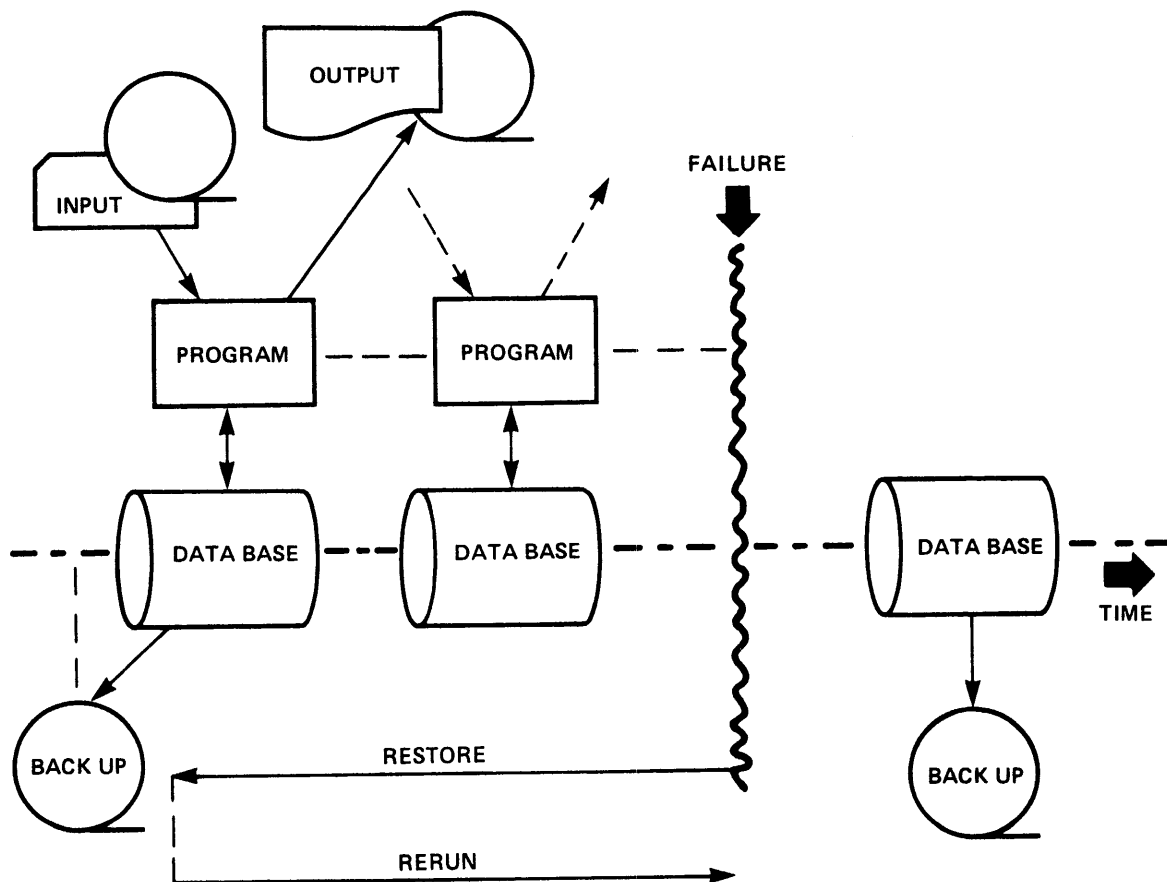 OUTPUT
INPUT
FAILURE
PROGRAM
PROGRAM
DATA BASE
DATA BASE
DATA BASE
TIME
BACK UP
RESTORE
BACK UP
RERUN